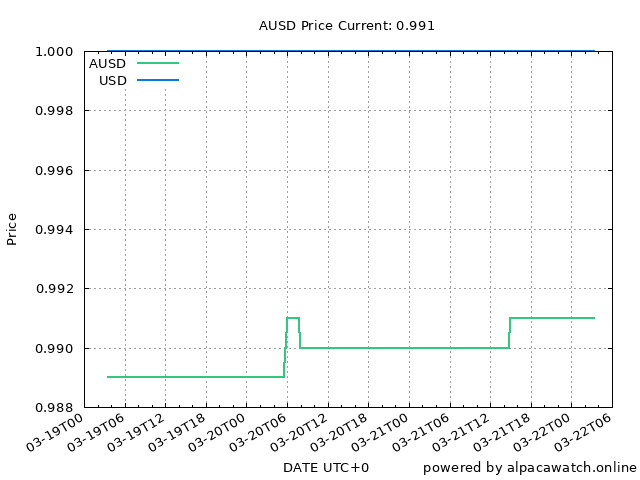 AUSD Price Current: 0.991
1.000
AUSD
USD
0.998
0.996
0.994
0.992
0.990
0.988
Price
03-19T00
03-19T06
03-19T12
03-19T18
03-20T00
03-20T06
03-20T12
03-20T18
03-21T00
03-21T06
03-21T12
03-21T18
03-22T00
03-22T06
DATE UTC+0
powered by alpacawatch.online